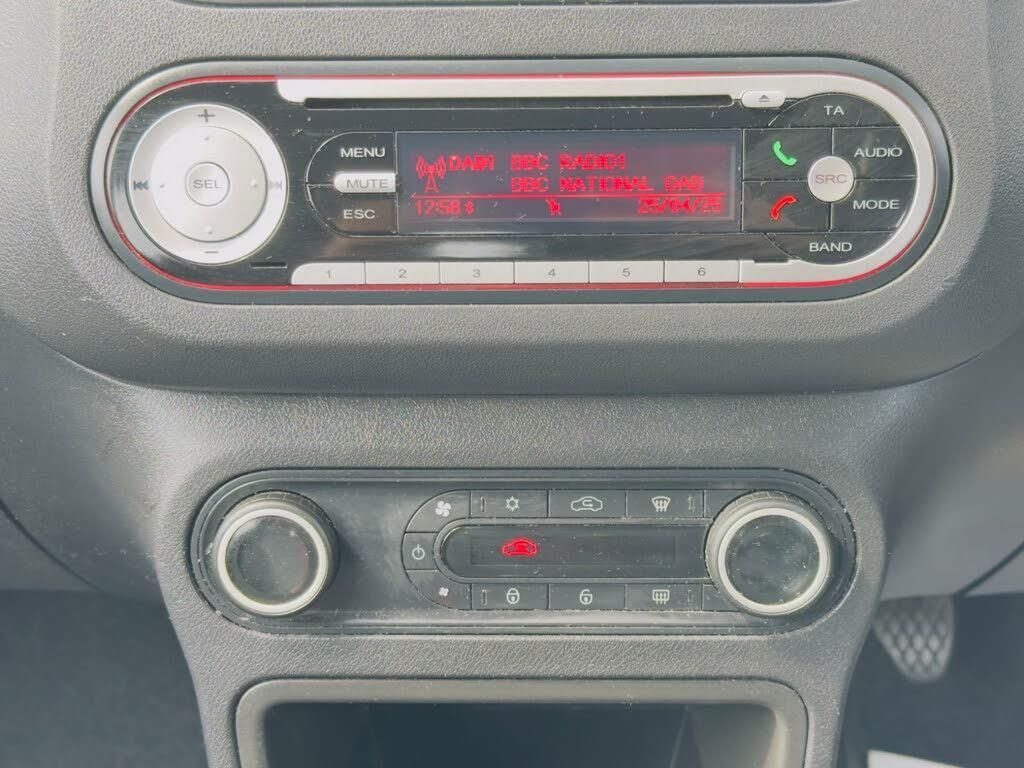 TA
MENU
DAB1 BBC RADIO1
AUDIO
MUTE
SEL
BBC NATIONAL DAB
SRC
ESC
12:58
25/04/25
MODE
BAND
1 2 3 4 5 6